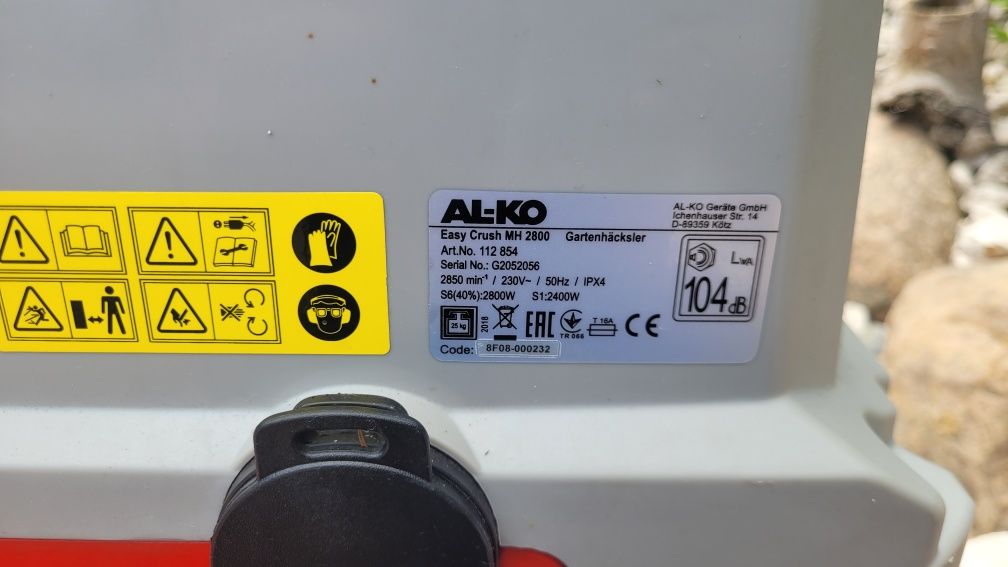 AL-KO
Easy Crush MH 2800 Gartenhäcksler
Art.No. 112 854
Serial No.: G2052056
2850 min⁻¹ / 230V~ / 50Hz / IPX4
S6(40%):2800W S1:2400W
25 kg
2018
EAC
TR 066
T 16A
CE
Code: 8F08-000232
AL-KO Geräte GmbH
Ichenhauser Str. 14
D-89359 Kötz
LWA
104 dB